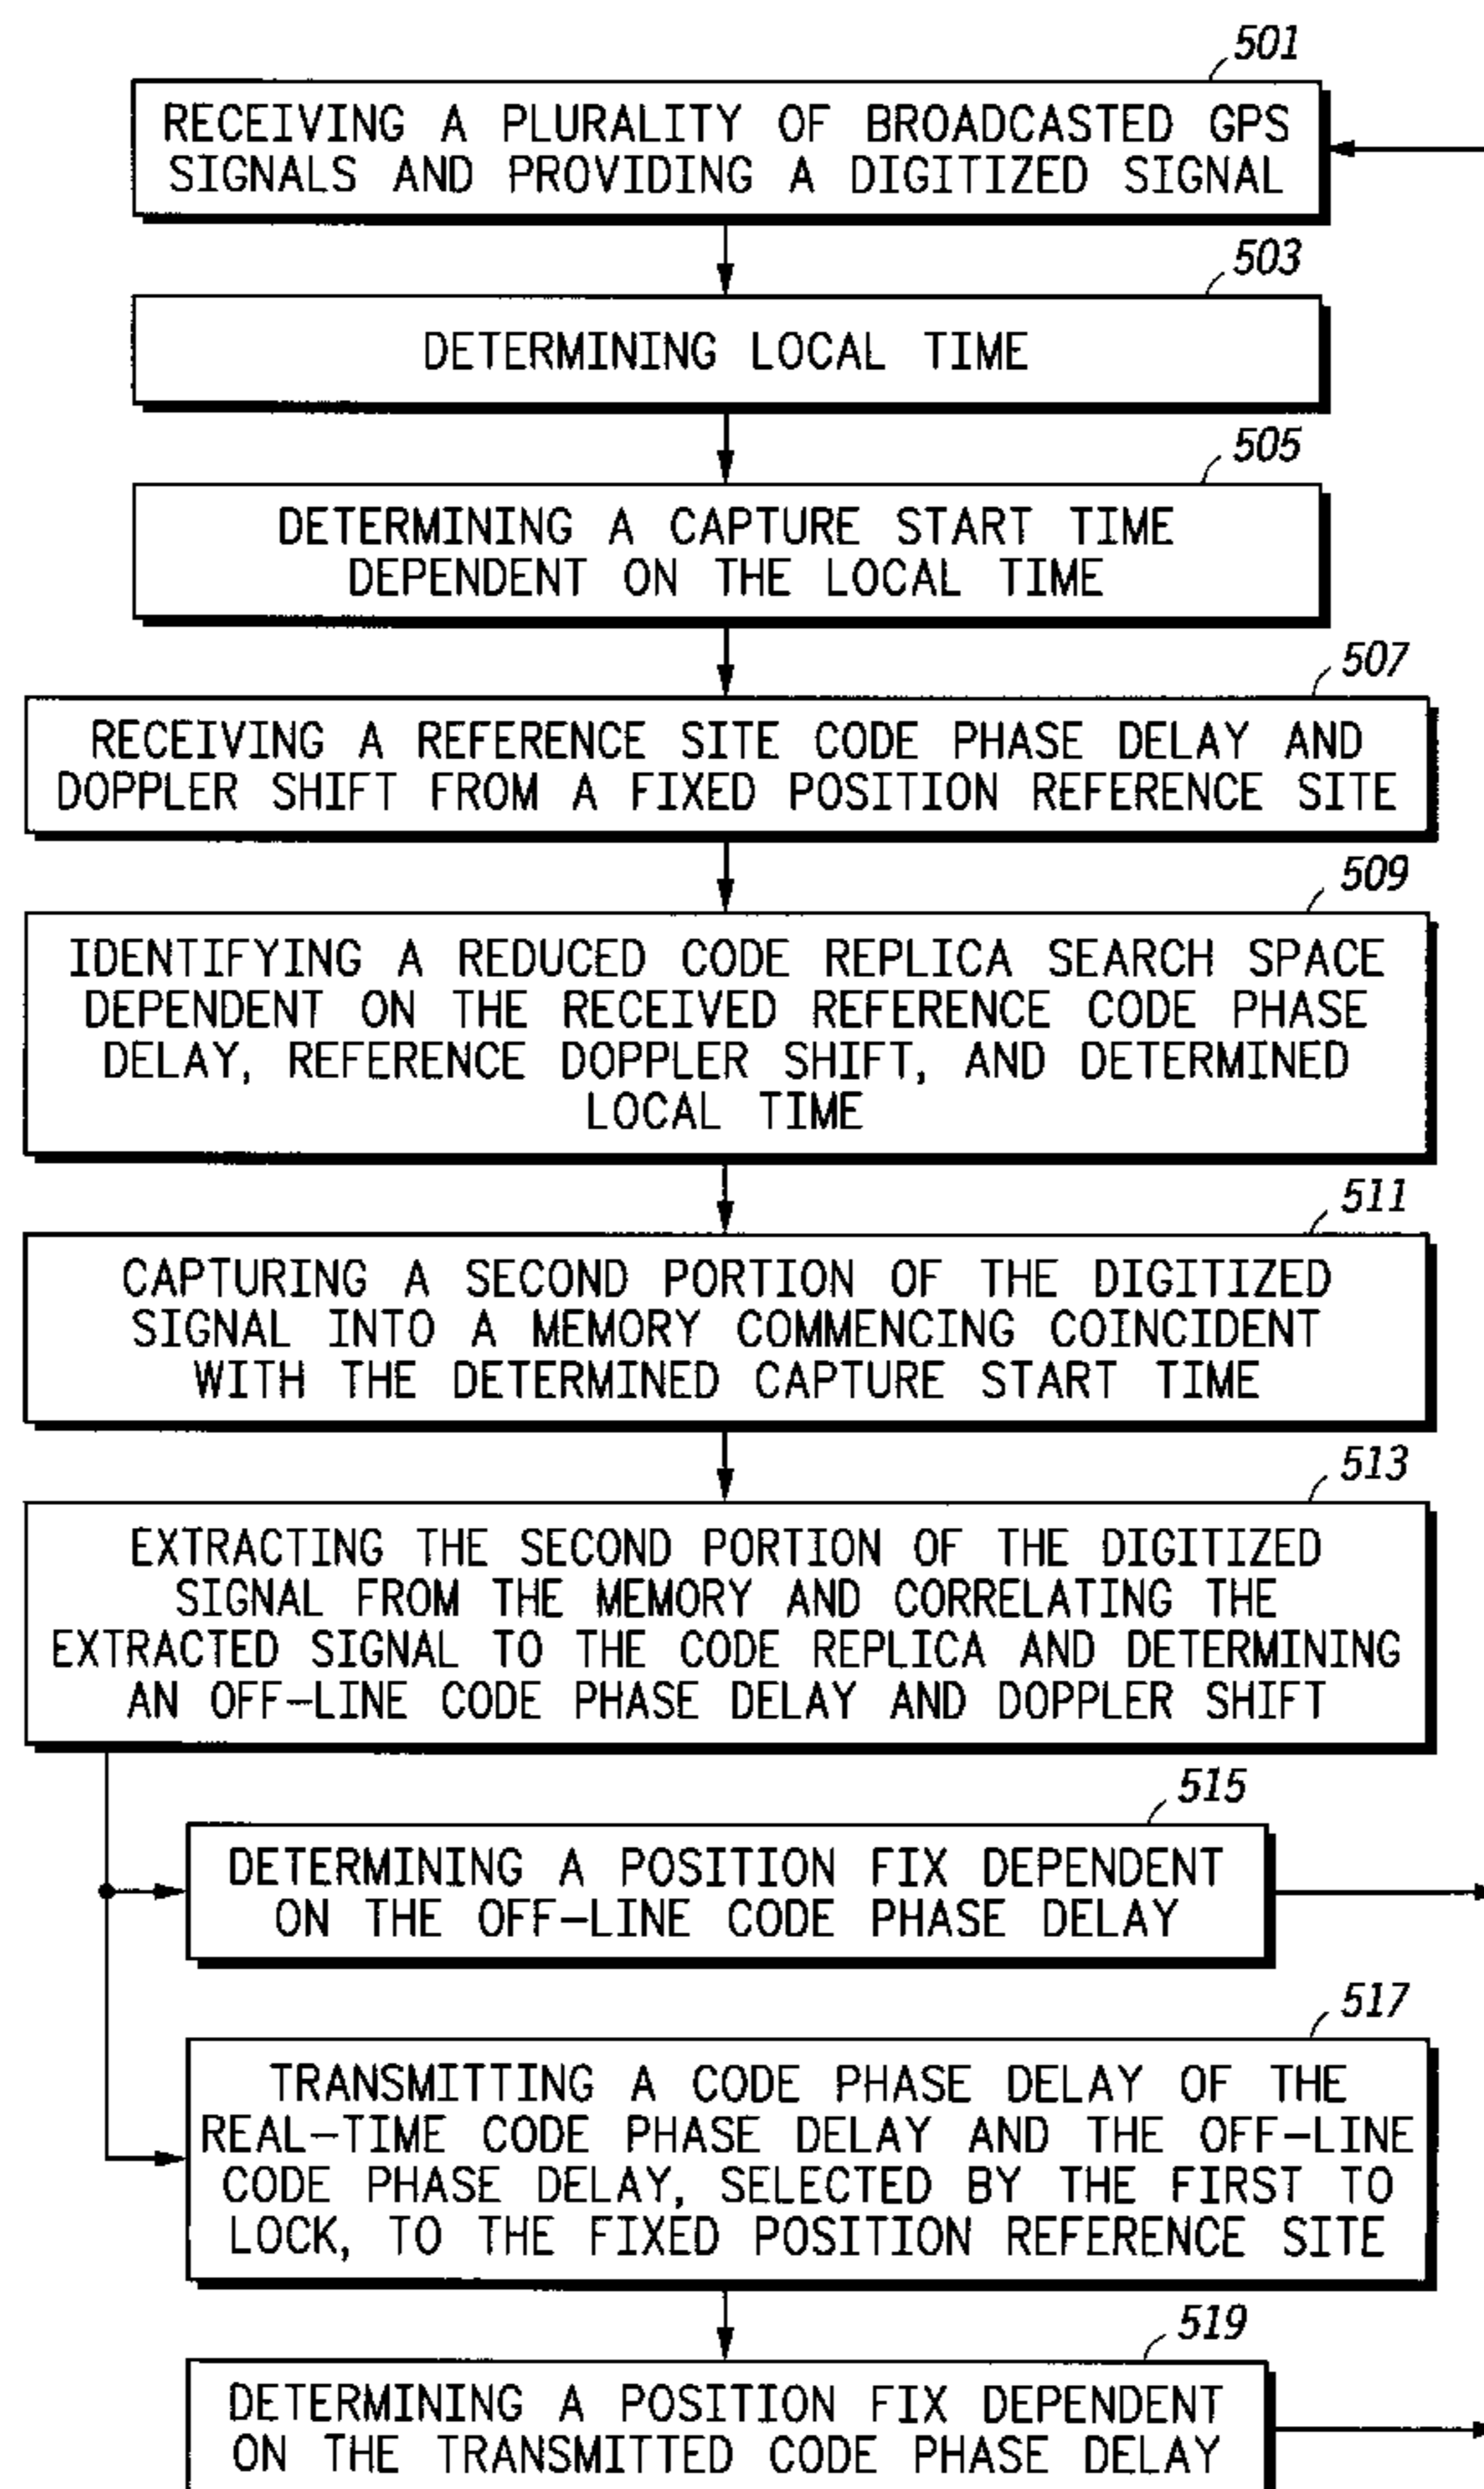 501
RECEIVING A PLURALITY OF BROADCASTED GPS
SIGNALS AND PROVIDING A DIGITIZED SIGNAL
503
DETERMINING LOCAL TIME
505
DETERMINING A CAPTURE START TIME
DEPENDENT ON THE LOCAL TIME
507
RECEIVING A REFERENCE SITE CODE PHASE DELAY AND
DOPPLER SHIFT FROM A FIXED POSITION REFERENCE SITE
509
IDENTIFYING A REDUCED CODE REPLICA SEARCH SPACE
DEPENDENT ON THE RECEIVED REFERENCE CODE PHASE
DELAY, REFERENCE DOPPLER SHIFT, AND DETERMINED
LOCAL TIME
511
CAPTURING A SECOND PORTION OF THE DIGITIZED
SIGNAL INTO A MEMORY COMMENCING COINCIDENT
WITH THE DETERMINED CAPTURE START TIME
513
EXTRACTING THE SECOND PORTION OF THE DIGITIZED
SIGNAL FROM THE MEMORY AND CORRELATING THE
EXTRACTED SIGNAL TO THE CODE REPLICA AND DETERMINING
AN OFF-LINE CODE PHASE DELAY AND DOPPLER SHIFT
515
DETERMINING A POSITION FIX DEPENDENT
ON THE OFF-LINE CODE PHASE DELAY
517
TRANSMITTING A CODE PHASE DELAY OF THE
REAL-TIME CODE PHASE DELAY AND THE OFF-LINE
CODE PHASE DELAY, SELECTED BY THE FIRST TO
LOCK, TO THE FIXED POSITION REFERENCE SITE
519
DETERMINING A POSITION FIX DEPENDENT
ON THE TRANSMITTED CODE PHASE DELAY